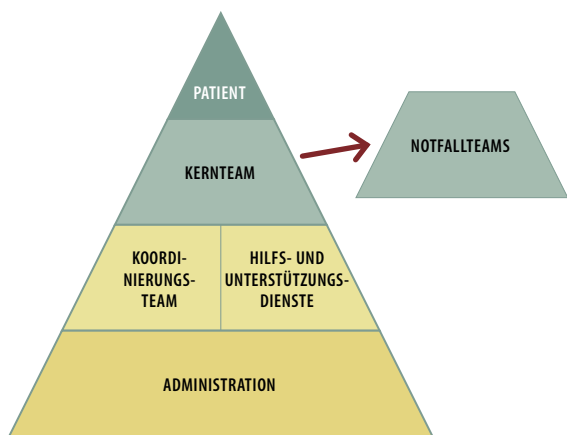 PATIENT
KERNTEAM
NOTFALLTEAMS
KOORDI-
NIERUNGS-
TEAM
HILFS- UND
UNTERSTÜTZUNGS-
DIENSTE
ADMINISTRATION